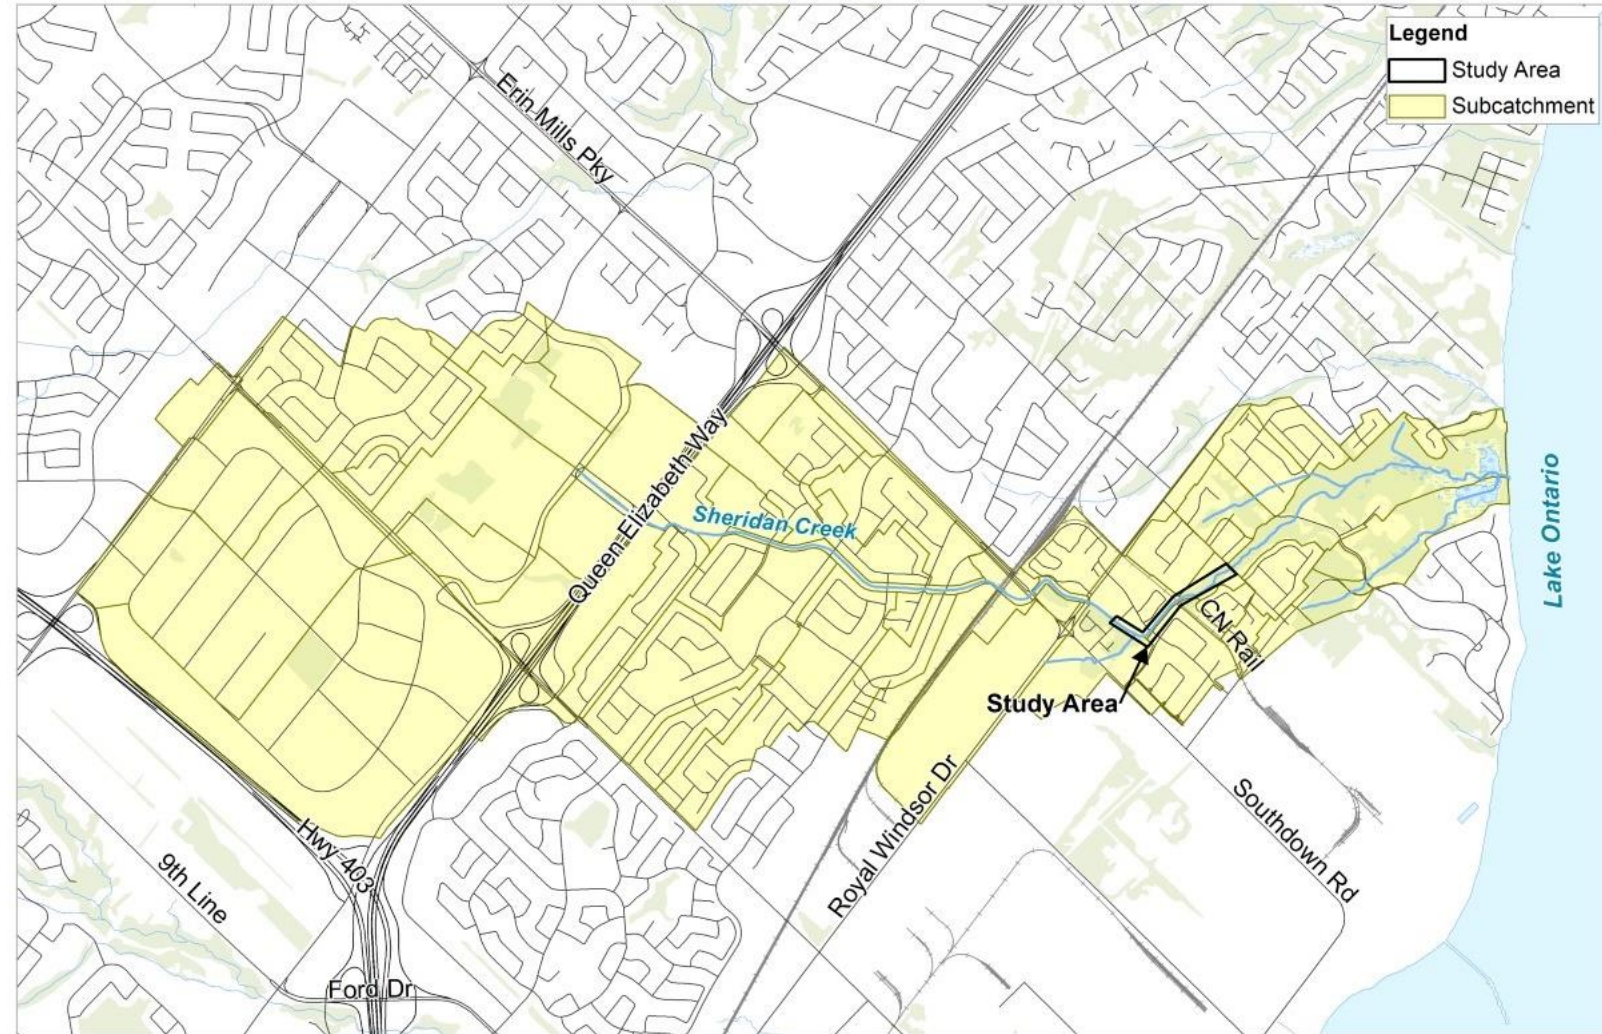 Legend
Study Area
Subcatchment
Erin Mills Pky
Queen Elizabeth Way
Sheridan Creek
Lake Ontario
CN Rail
Study Area
Royal Windsor Dr
Southdown Rd
Hwy 403
9th Line
Ford Dr